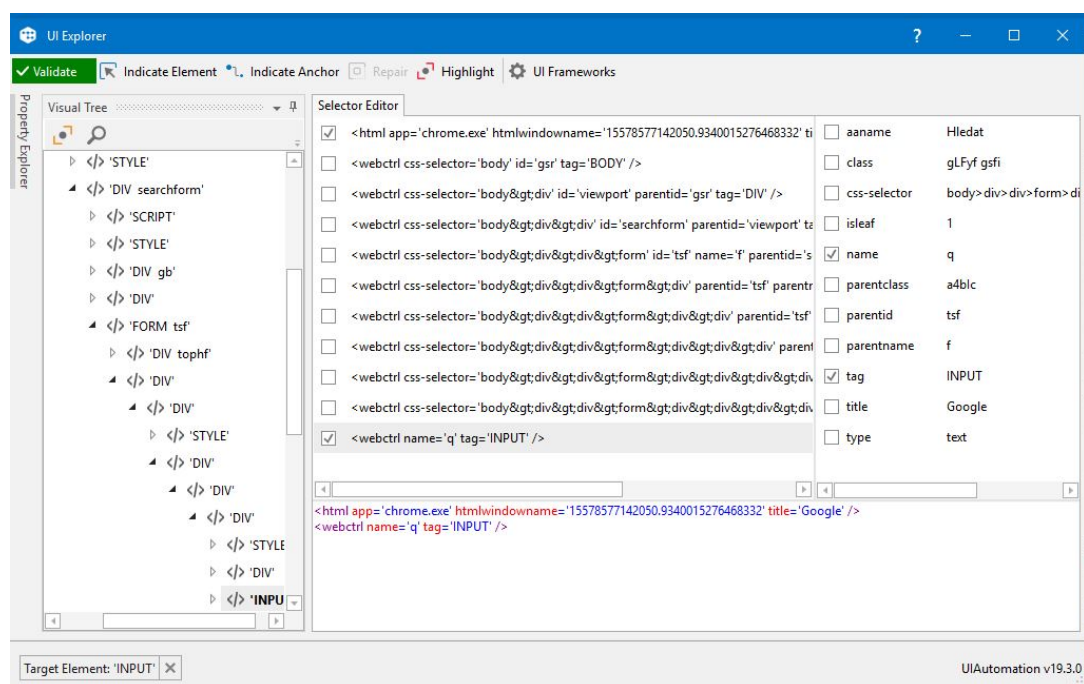 UI Explorer
?
Validate
Indicate Element
Indicate Anchor
Repair
Highlight
UI Frameworks
Property Explorer
Visual Tree
</> 'STYLE'
</> 'DIV searchform'
</> 'SCRIPT'
</> 'STYLE'
</> 'DIV gb'
</> 'DIV'
</> 'FORM tsf'
</> 'DIV tophf'
</> 'DIV'
</> 'DIV'
</> 'STYLE'
</> 'DIV'
</> 'DIV'
</> 'DIV'
</> 'STYLE
</> 'DIV'
</> 'INPU
Selector Editor
<html app='chrome.exe' htmlwindowname='15578577142050.9340015276468332' ti
<webctrl css-selector='body' id='gsr' tag='BODY' />
<webctrl css-selector='body&gt;div' id='viewport' parentid='gsr' tag='DIV' />
<webctrl css-selector='body&gt;div&gt;div' id='searchform' parentid='viewport' ta
<webctrl css-selector='body&gt;div&gt;div&gt;form' id='tsf' name='f' parentid='s
<webctrl css-selector='body&gt;div&gt;div&gt;form&gt;div' parentid='tsf' parentr
<webctrl css-selector='body&gt;div&gt;div&gt;form&gt;div&gt;div' parentid='tsf'
<webctrl css-selector='body&gt;div&gt;div&gt;form&gt;div&gt;div&gt;div' parent
<webctrl css-selector='body&gt;div&gt;div&gt;form&gt;div&gt;div&gt;div&gt;div
<webctrl css-selector='body&gt;div&gt;div&gt;form&gt;div&gt;div&gt;div&gt;div
<webctrl name='q' tag='INPUT' />
aaname Hledat
class gLFyf gsfi
css-selector body>div>div>form>di
isleaf 1
name q
parentclass a4bIc
parentid tsf
parentname f
tag INPUT
title Google
type text
<html app='chrome.exe' htmlwindowname='15578577142050.9340015276468332' title='Google' />
<webctrl name='q' tag='INPUT' />
Target Element: 'INPUT'
UIAutomation v19.3.0